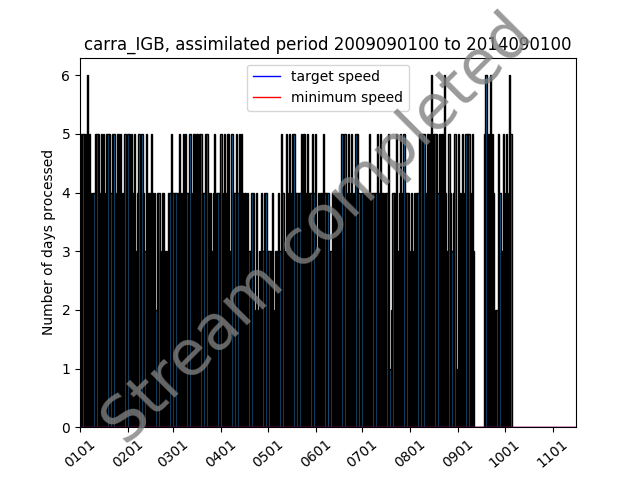 carra_IGB, assimilated period 2009090100 to 2014090100
target speed
minimum speed
Number of days processed
6
5
4
3
2
1
0
0101 0201 0301 0401 0501 0601 0701 0801 0901 1001 1101
Stream completed